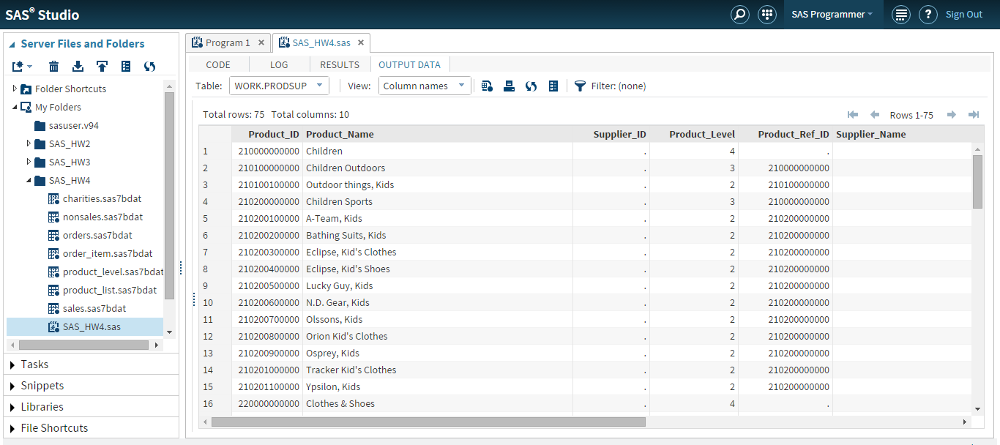 SAS® Studio
SAS Programmer
?
Sign Out
Server Files and Folders
Folder Shortcuts
My Folders
sasuser.v94
SAS_HW2
SAS_HW3
SAS_HW4
charities.sas7bdat
nonsales.sas7bdat
orders.sas7bdat
order_item.sas7bdat
product_level.sas7bdat
product_list.sas7bdat
sales.sas7bdat
SAS_HW4.sas
Tasks
Snippets
Libraries
File Shortcuts
Program 1 × SAS_HW4.sas ×
CODE LOG RESULTS OUTPUT DATA
Table: WORK.PRODSUP View: Column names Filter: (none)
Total rows: 75 Total columns: 10 Rows 1-75
Product_ID Product_Name Supplier_ID Product_Level Product_Ref_ID Supplier_Name
1 210000000000 Children . 4 .
2 210100000000 Children Outdoors . 3 210000000000
3 210100100000 Outdoor things, Kids . 2 210100000000
4 210200000000 Children Sports . 3 210000000000
5 210200100000 A-Team, Kids . 2 210200000000
6 210200200000 Bathing Suits, Kids . 2 210200000000
7 210200300000 Eclipse, Kid's Clothes . 2 210200000000
8 210200400000 Eclipse, Kid's Shoes . 2 210200000000
9 210200500000 Lucky Guy, Kids . 2 210200000000
10 210200600000 N.D. Gear, Kids . 2 210200000000
11 210200700000 Olssons, Kids . 2 210200000000
12 210200800000 Orion Kid's Clothes . 2 210200000000
13 210200900000 Osprey, Kids . 2 210200000000
14 210201000000 Tracker Kid's Clothes . 2 210200000000
15 210201100000 Ypsilon, Kids . 2 210200000000
16 220000000000 Clothes & Shoes . 4 .